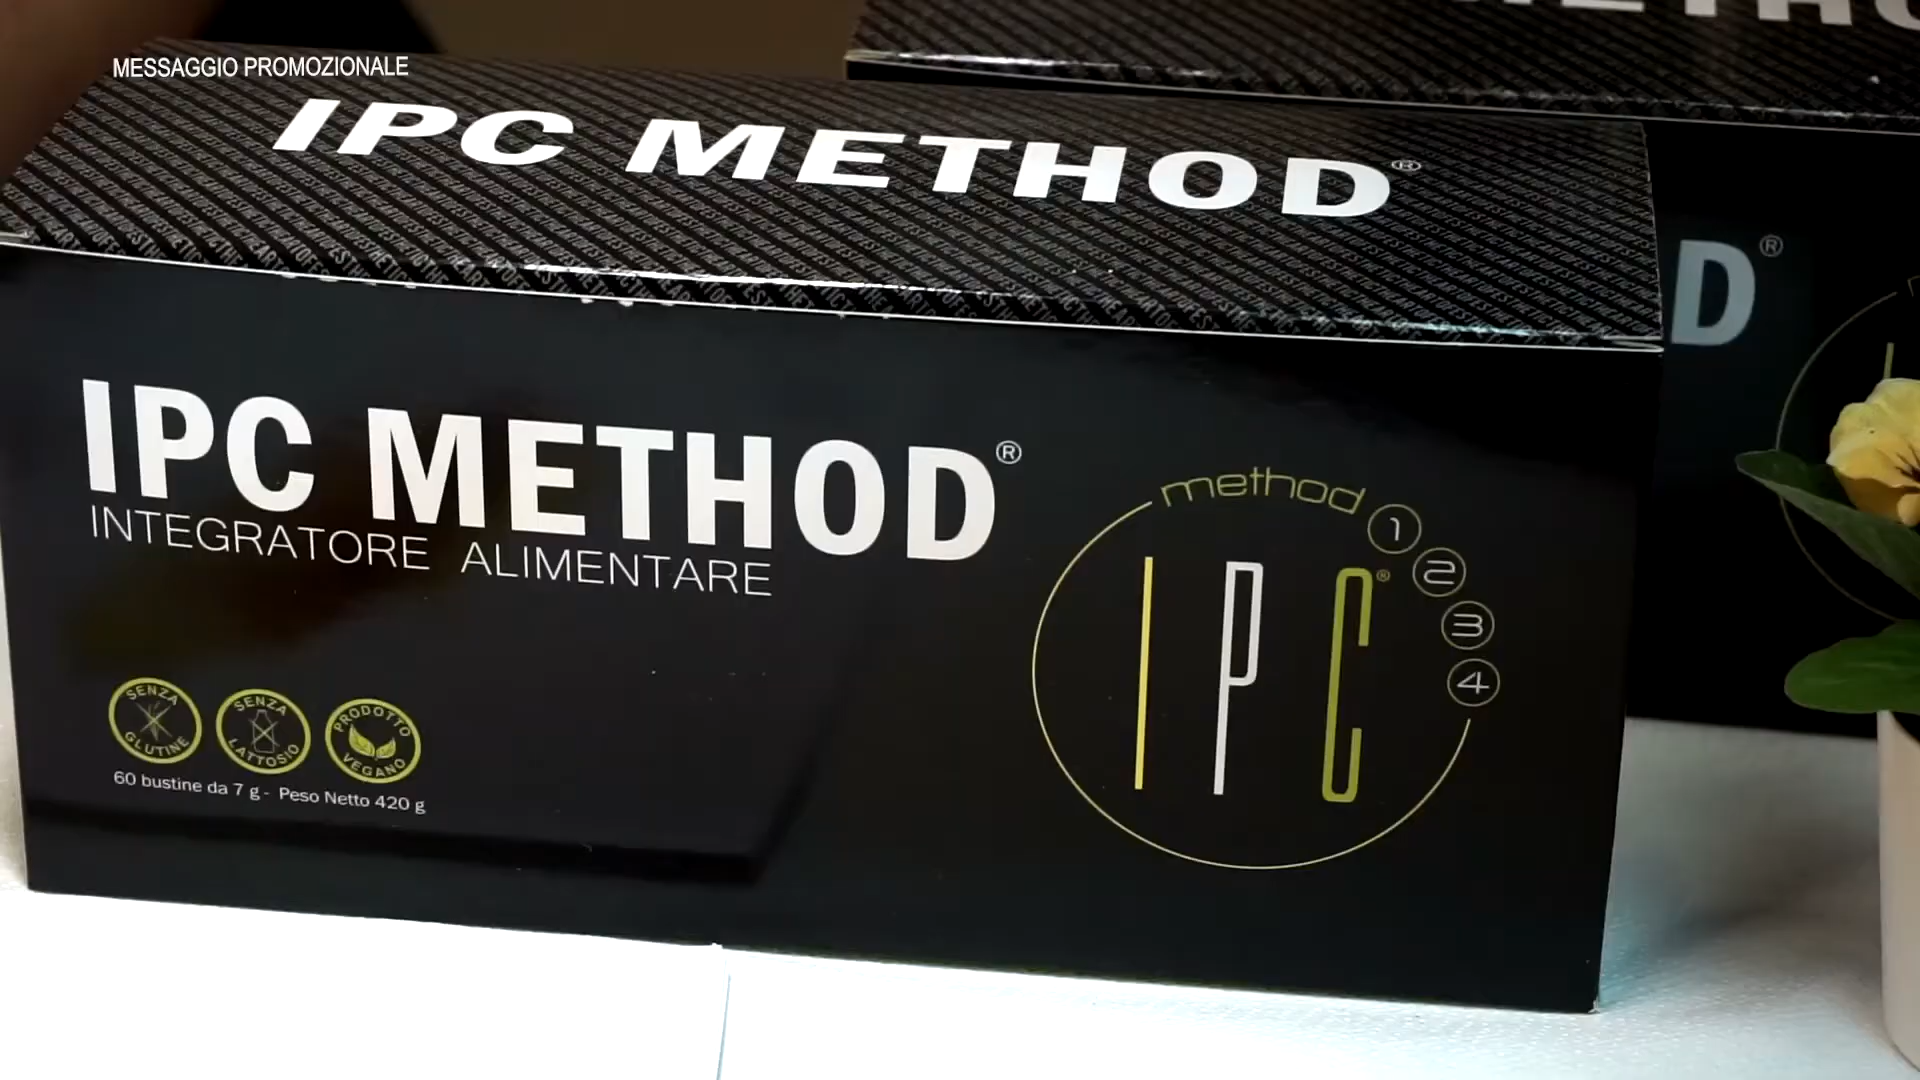 MESSAGGIO PROMOZIONALE
IPC METHOD®
IPC METHOD®
INTEGRATORE ALIMENTARE
SENZA GLUTINE
SENZA LATTOSIO
PRODOTTO VEGANO
60 bustine da 7 g - Peso Netto 420 g
method 1 2 3 4
IPC®
D®